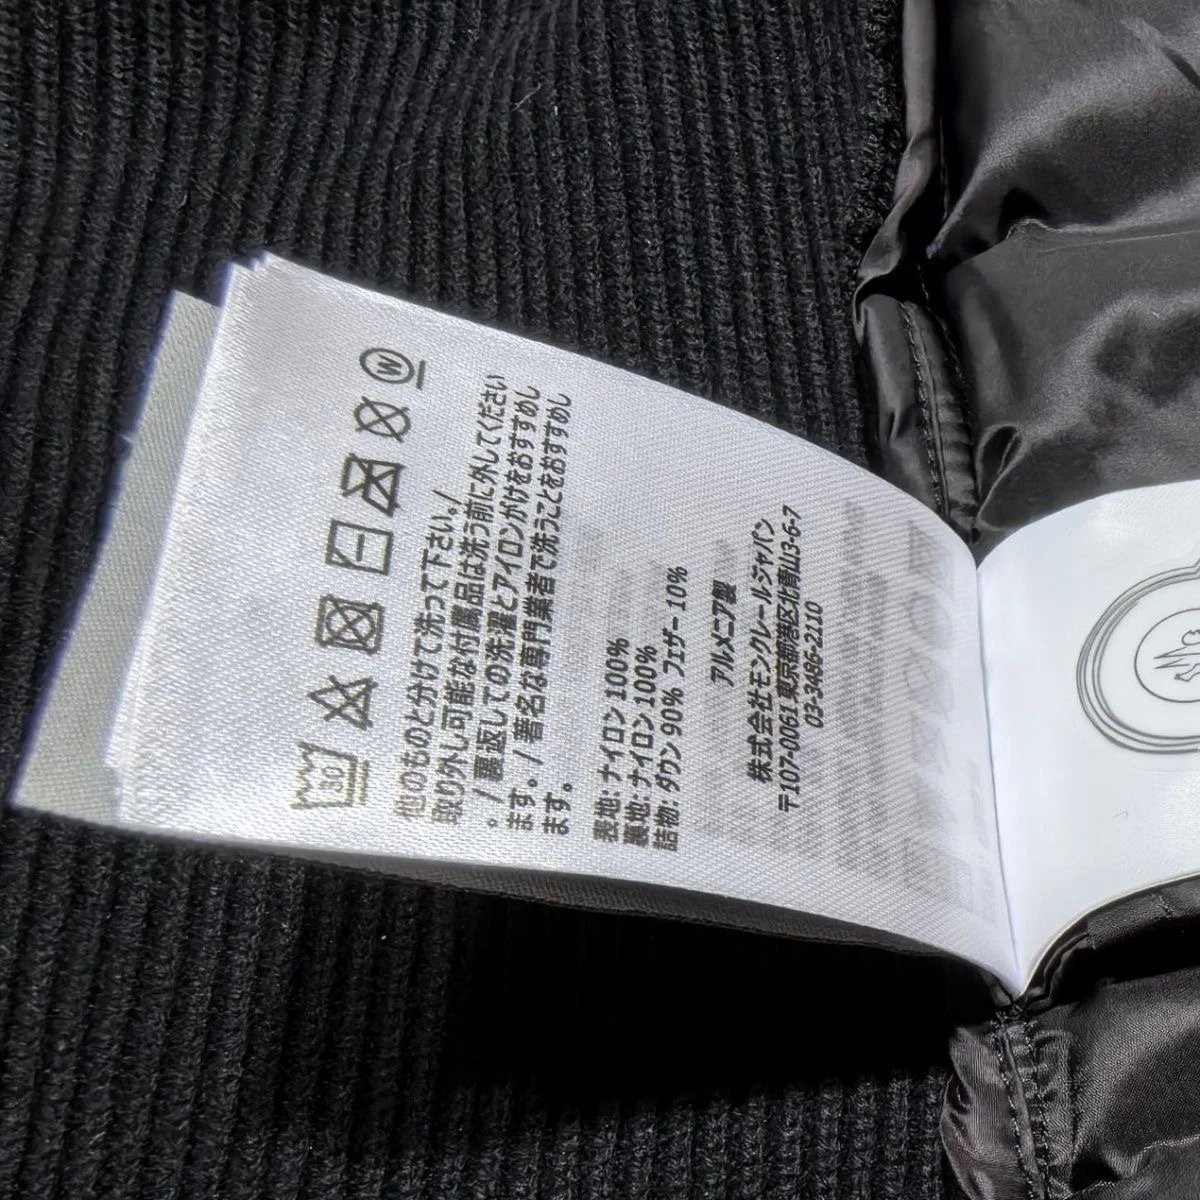 30
W
他のものと分けて洗って下さい。/
取り外し可能な付属品は洗う前に外してください
。/裏返しての洗濯とアイロンがけをおすすめし
ます。/著名な専門業者で洗うことをおすすめし
ます。
表地: ナイロン 100%
裏地: ナイロン 100%
詰物: ダウン 90% フェザー 10%
アルメニア製
株式会社モンクレールジャパン
〒107-0061 東京都港区北青山3-6-7
03-3486-2110